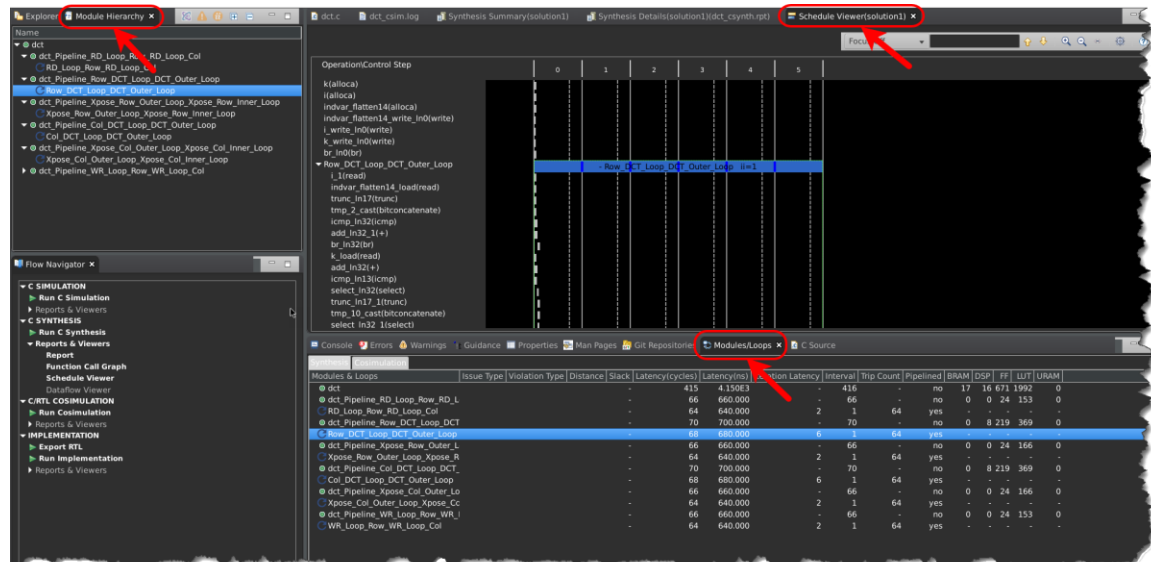 Explorer Module Hierarchy
Name
dct
dct_Pipeline_RD_Loop_Row_RD_Loop_Col
RD_Loop_Row_RD_Loop_Col
dct_Pipeline_Row_DCT_Loop_DCT_Outer_Loop
Row_DCT_Loop_DCT_Outer_Loop
dct_Pipeline_Xpose_Row_Outer_Loop_Xpose_Row_Inner_Loop
Xpose_Row_Outer_Loop_Xpose_Row_Inner_Loop
dct_Pipeline_Col_DCT_Loop_DCT_Outer_Loop
Col_DCT_Loop_DCT_Outer_Loop
dct_Pipeline_Xpose_Col_Outer_Loop_Xpose_Col_Inner_Loop
Xpose_Col_Outer_Loop_Xpose_Col_Inner_Loop
dct_Pipeline_WR_Loop_Row_WR_Loop_Col
Flow Navigator
C SIMULATION
Run C Simulation
Reports & Viewers
C SYNTHESIS
Run C Synthesis
Reports & Viewers
Report
Function Call Graph
Schedule Viewer
Dataflow Viewer
C/RTL COSIMULATION
Run Cosimulation
Reports & Viewers
IMPLEMENTATION
Export RTL
Run Implementation
Reports & Viewers
dct.c dct_csim.log Synthesis Summary(solution1) Synthesis Details(solution1)(dct_csynth.rpt) Schedule Viewer(solution1)
Operation\Control Step 0 1 2 3 4 5
k(alloca)
i(alloca)
indvar_flatten14(alloca)
indvar_flatten14_write_ln0(write)
i_write_ln0(write)
k_write_ln0(write)
br_ln0(br)
Row_DCT_Loop_DCT_Outer_Loop - Row_DCT_Loop_DCT_Outer_Loop ii=1
i_1(read)
indvar_flatten14_load(read)
trunc_ln17(trunc)
tmp_2_cast(bitconcatenate)
icmp_ln32(icmp)
add_ln32_1(+)
br_ln32(br)
k_load(read)
add_ln32(+)
icmp_ln13(icmp)
select_ln32(select)
trunc_ln17_1(trunc)
tmp_10_cast(bitconcatenate)
select_ln32_1(select)
Console Errors Warnings Guidance Properties Man Pages Git Repositories Modules/Loops C Source
Synthesis Cosimulation
Modules & Loops Issue Type Violation Type Distance Slack Latency(cycles) Latency(ns) Iteration Latency Interval Trip Count Pipelined BRAM DSP FF LUT URAM
dct - 415 4.150E3 - 416 - no 17 16 671 1992 0
dct_Pipeline_RD_Loop_Row_RD_L - 66 660.000 - 66 - no 0 0 24 153 0
RD_Loop_Row_RD_Loop_Col - 64 640.000 2 1 64 yes - - - - -
dct_Pipeline_Row_DCT_Loop_DCT - 70 700.000 - 70 - no 0 8 219 369 0
Row_DCT_Loop_DCT_Outer_Loop - 68 680.000 6 1 64 yes - - - - -
dct_Pipeline_Xpose_Row_Outer_L - 66 660.000 - 66 - no 0 0 24 166 0
Xpose_Row_Outer_Loop_Xpose_R - 64 640.000 2 1 64 yes - - - - -
dct_Pipeline_Col_DCT_Loop_DCT_ - 70 700.000 - 70 - no 0 8 219 369 0
Col_DCT_Loop_DCT_Outer_Loop - 68 680.000 6 1 64 yes - - - - -
dct_Pipeline_Xpose_Col_Outer_Lo - 66 660.000 - 66 - no 0 0 24 166 0
Xpose_Col_Outer_Loop_Xpose_Cc - 64 640.000 2 1 64 yes - - - - -
dct_Pipeline_WR_Loop_Row_WR_l - 66 660.000 - 66 - no 0 0 24 153 0
WR_Loop_Row_WR_Loop_Col - 64 640.000 2 1 64 yes - - - - -